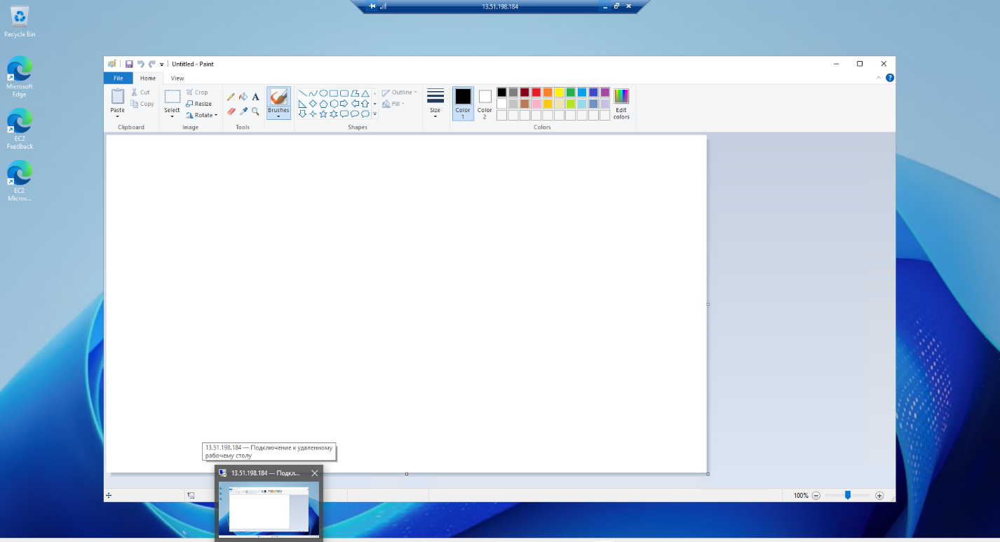 13.51.198.184
Recycle Bin
Microsoft
Edge
EC2
Feedback
EC2
Micros...
Untitled - Paint
File Home View
Paste
Cut
Copy
Clipboard
Select
Crop
Resize
Rotate
Image
A
Tools
Brushes
Shapes
Outline
Fill
Size
Color
1
Color
2
Edit
colors
Colors
13.51.198.184 — Подключение к удаленному
рабочему столу
13.51.198.184 — Подкл...
100%